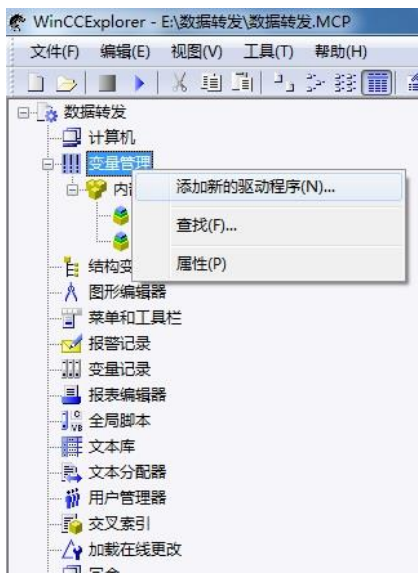 WinCCExplorer - E:\数据转发\数据转发.MCP
文件(F) 编辑(E) 视图(V) 工具(T) 帮助(H)
数据转发
计算机
变量管理
添加新的驱动程序(N)...
查找(F)...
属性(P)
图形编辑器
菜单和工具栏
报警记录
变量记录
报表编辑器
全局脚本
文本库
文本分配器
用户管理器
交叉索引
加载在线更改